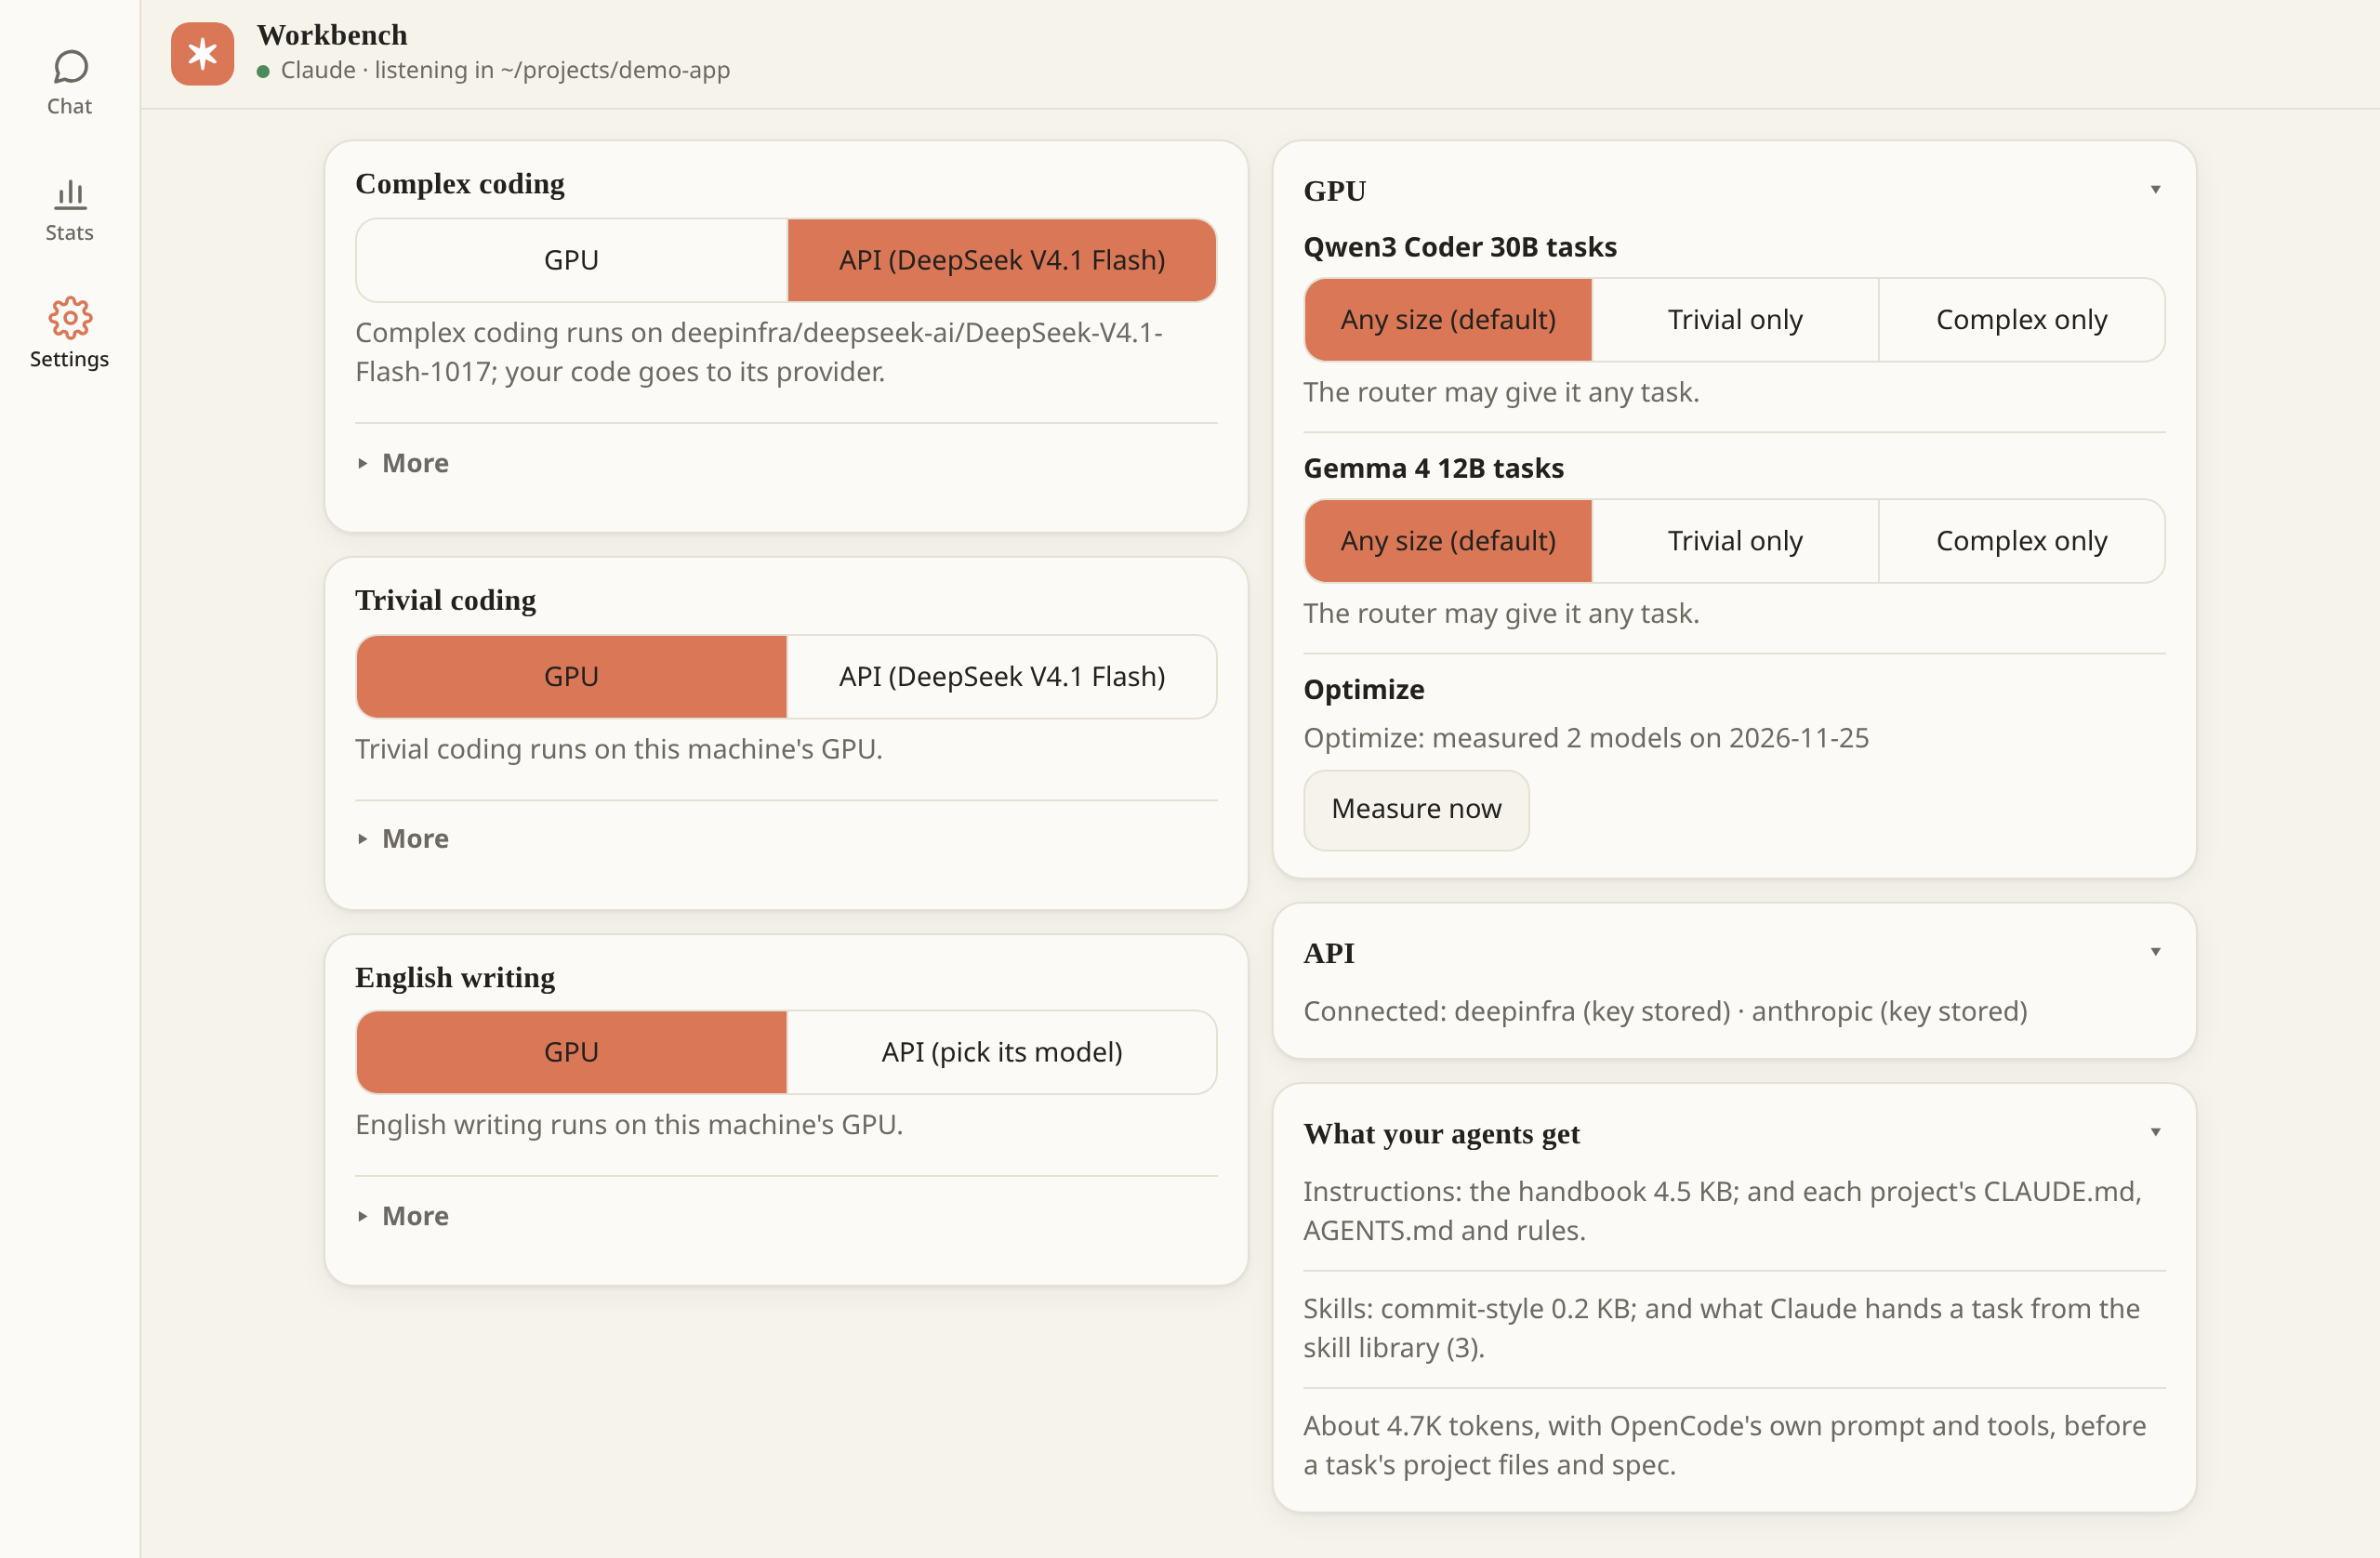 Chat
Stats
Settings
Workbench
Claude · listening in ~/projects/demo-app
Complex coding
GPU
API (DeepSeek V4.1 Flash)
Complex coding runs on deepinfra/deepseek-ai/DeepSeek-V4.1-
Flash-1017; your code goes to its provider.
More
Trivial coding
GPU
API (DeepSeek V4.1 Flash)
Trivial coding runs on this machine's GPU.
More
English writing
GPU
API (pick its model)
English writing runs on this machine's GPU.
More
GPU
Qwen3 Coder 30B tasks
Any size (default)
Trivial only
Complex only
The router may give it any task.
Gemma 4 12B tasks
Any size (default)
Trivial only
Complex only
The router may give it any task.
Optimize
Optimize: measured 2 models on 2026-11-25
Measure now
API
Connected: deepinfra (key stored) · anthropic (key stored)
What your agents get
Instructions: the handbook 4.5 KB; and each project's CLAUDE.md,
AGENTS.md and rules.
Skills: commit-style 0.2 KB; and what Claude hands a task from the
skill library (3).
About 4.7K tokens, with OpenCode's own prompt and tools, before
a task's project files and spec.